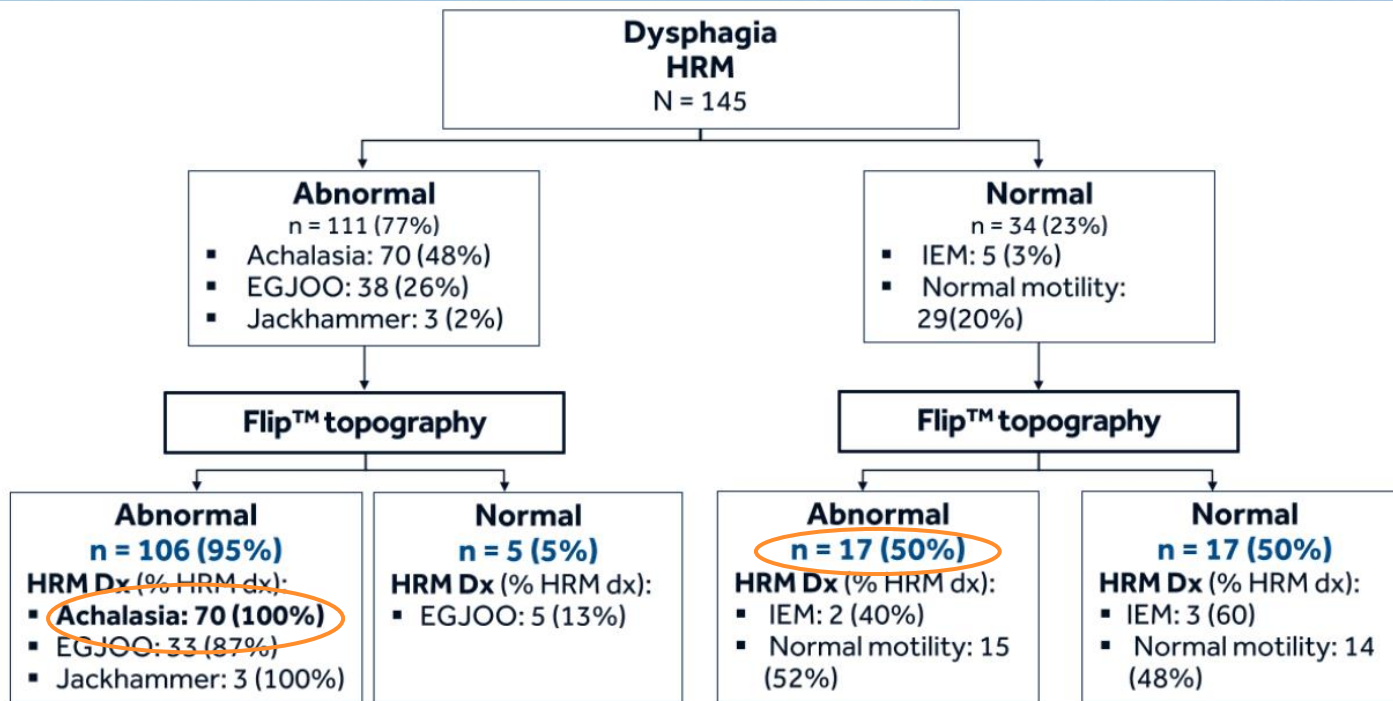 Dysphagia
HRM
N = 145
Abnormal
n = 111 (77%)
▪ Achalasia: 70 (48%)
▪ EGJOO: 38 (26%)
▪ Jackhammer: 3 (2%)
Normal
n = 34 (23%)
▪ IEM: 5 (3%)
▪ Normal motility:
29(20%)
Flip™ topography
Flip™ topography
Abnormal
n = 106 (95%)
HRM Dx (% HRM dx):
▪ Achalasia: 70 (100%)
▪ EGJOO: 33 (87%)
▪ Jackhammer: 3 (100%)
Normal
n = 5 (5%)
HRM Dx (% HRM dx):
▪ EGJOO: 5 (13%)
Abnormal
n = 17 (50%)
HRM Dx (% HRM dx):
▪ IEM: 2 (40%)
▪ Normal motility: 15
(52%)
Normal
n = 17 (50%)
HRM Dx (% HRM dx):
▪ IEM: 3 (60)
▪ Normal motility: 14
(48%)